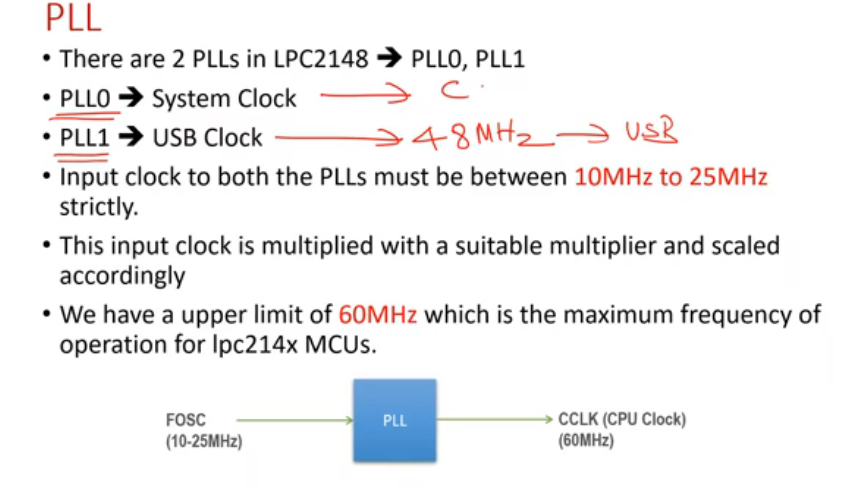 PLL
• There are 2 PLLs in LPC2148 ➔ PLL0, PLL1
• PLL0 ➔ System Clock → C
• PLL1 ➔ USB Clock → 48MHz → USB
• Input clock to both the PLLs must be between 10MHz to 25MHz
strictly.
• This input clock is multiplied with a suitable multiplier and scaled
accordingly
• We have a upper limit of 60MHz which is the maximum frequency of
operation for lpc214x MCUs.
FOSC
(10-25MHz)
PLL
CCLK (CPU Clock)
(60MHz)